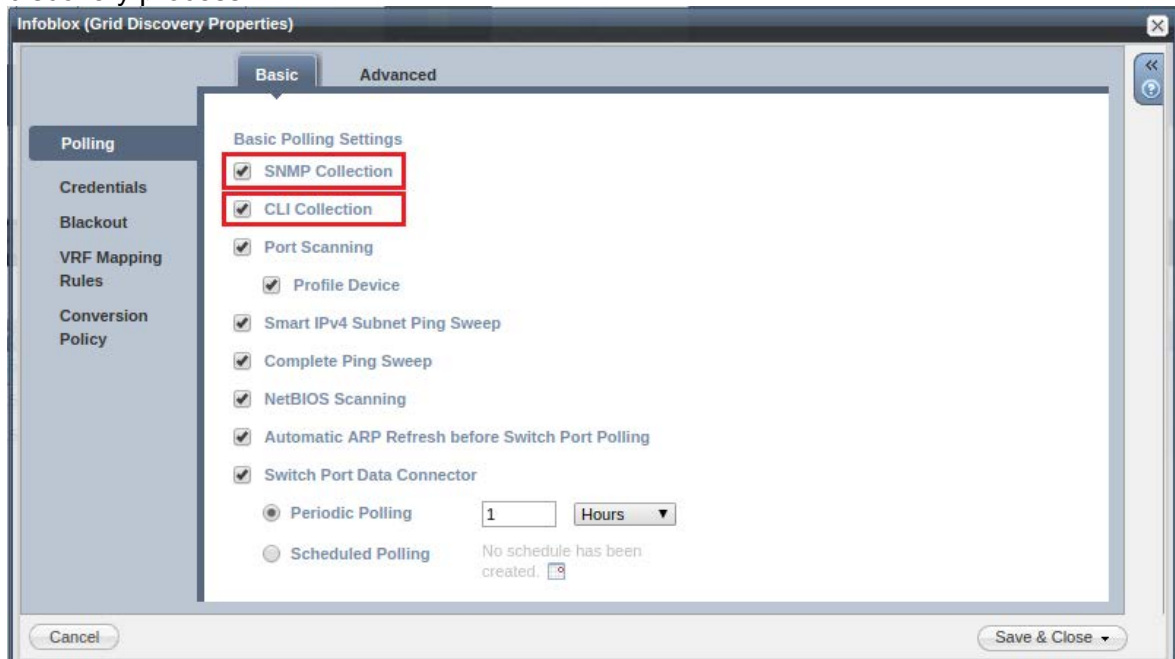 Infoblox (Grid Discovery Properties)
Basic
Advanced
Polling
Credentials
Blackout
VRF Mapping
Rules
Conversion
Policy
Basic Polling Settings
SNMP Collection
CLI Collection
Port Scanning
Profile Device
Smart IPv4 Subnet Ping Sweep
Complete Ping Sweep
NetBIOS Scanning
Automatic ARP Refresh before Switch Port Polling
Switch Port Data Connector
Periodic Polling 1 Hours
Scheduled Polling No schedule has been
created.
Cancel
Save & Close